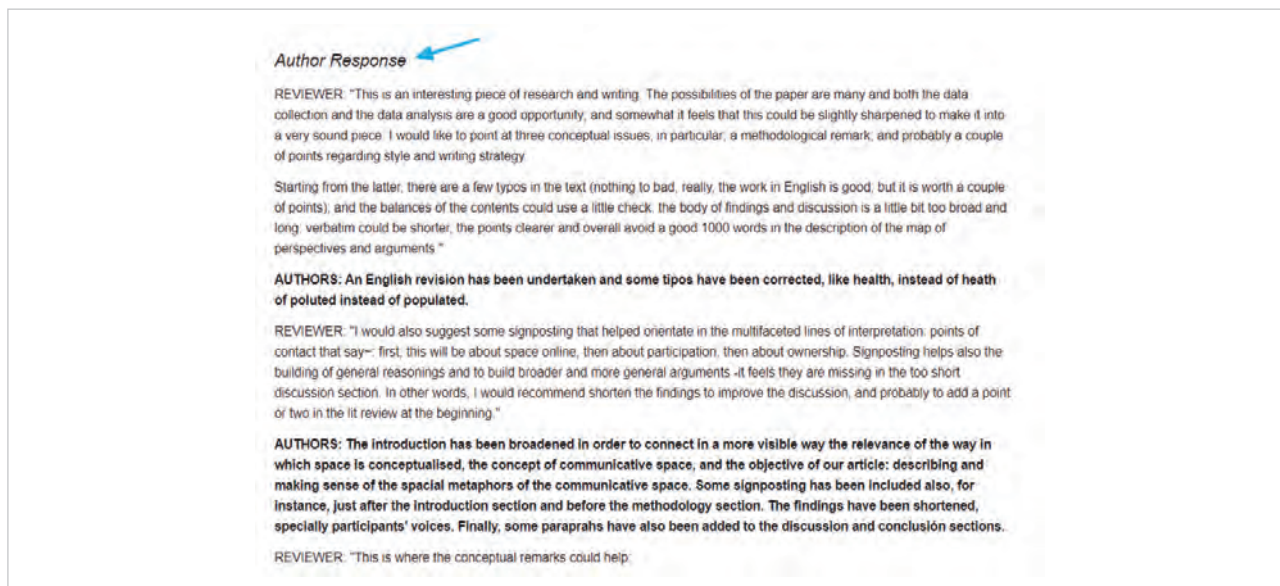 Author Response
REVIEWER: "This is an interesting piece of research and writing. The possibilities of the paper are many and both the data
collection and the data analysis are a good opportunity, and somewhat it feels that this could be slightly sharpened to make it into
a very sound piece. I would like to point at three conceptual issues, in particular, a methodological remark, and probably a couple
of points regarding style and writing strategy.
Starting from the latter, there are a few typos in the text (nothing to bad, really, the work in English is good, but it is worth a couple
of points), and the balances of the contents could use a little check: the body of findings and discussion is a little bit too broad and
long: verbatim could be shorter, the points clearer and overall avoid a good 1000 words in the description of the map of
perspectives and arguments."
AUTHORS: An English revision has been undertaken and some tipos have been corrected, like health, instead of heath
of poluted instead of populated.
REVIEWER: "I would also suggest some signposting that helped orientate in the multifaceted lines of interpretation: points of
contact that say~: first, this will be about space online, then about participation, then about ownership. Signposting helps also the
building of general reasonings and to build broader and more general arguments -it feels they are missing in the too short
discussion section. In other words, I would recommend shorten the findings to improve the discussion, and probably to add a point
or two in the lit review at the beginning."
AUTHORS: The introduction has been broadened in order to connect in a more visible way the relevance of the way in
which space is conceptualised, the concept of communicative space, and the objective of our article: describing and
making sense of the spacial metaphors of the communicative space. Some signposting has been included also, for
instance, just after the introduction section and before the methodology section. The findings have been shortened,
specially participants' voices. Finally, some paraprahs have also been added to the discussion and conclusión sections.
REVIEWER: "This is where the conceptual remarks could help: